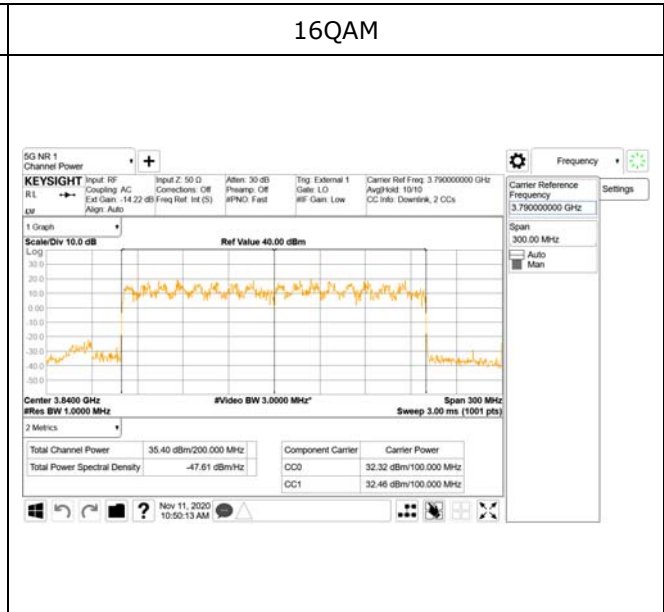 16QAM
5G NR 1
Channel Power
Frequency
KEYSIGHT
RL
Input: RF
Coupling: AC
Ext Gain: -14.22 dB
Align: Auto
Input Z: 50 Ω
Corrections: Off
Freq Ref: Int (S)
Atten: 30 dB
Preamp: Off
#PNO: Fast
Trig: External 1
Gate: LO
#IF Gain: Low
Carrier Ref Freq: 3.790000000 GHz
Avg|Hold: 10/10
CC Info: Downlink, 2 CCs
Carrier Reference
Frequency
3.790000000 GHz
Settings
Span
300.00 MHz
Auto
Man
1 Graph
Scale/Div 10.0 dB
Ref Value 40.00 dBm
Log
30.0
20.0
10.0
0.00
-10.0
-20.0
-30.0
-40.0
-50.0
Center 3.8400 GHz
#Video BW 3.0000 MHz*
Span 300 MHz
#Res BW 1.0000 MHz
Sweep 3.00 ms (1001 pts)
2 Metrics
Total Channel Power 35.40 dBm/200.000 MHz
Total Power Spectral Density -47.61 dBm/Hz
Component Carrier Carrier Power
CC0 32.32 dBm/100.000 MHz
CC1 32.46 dBm/100.000 MHz
?
Nov 11, 2020
10:50:13 AM